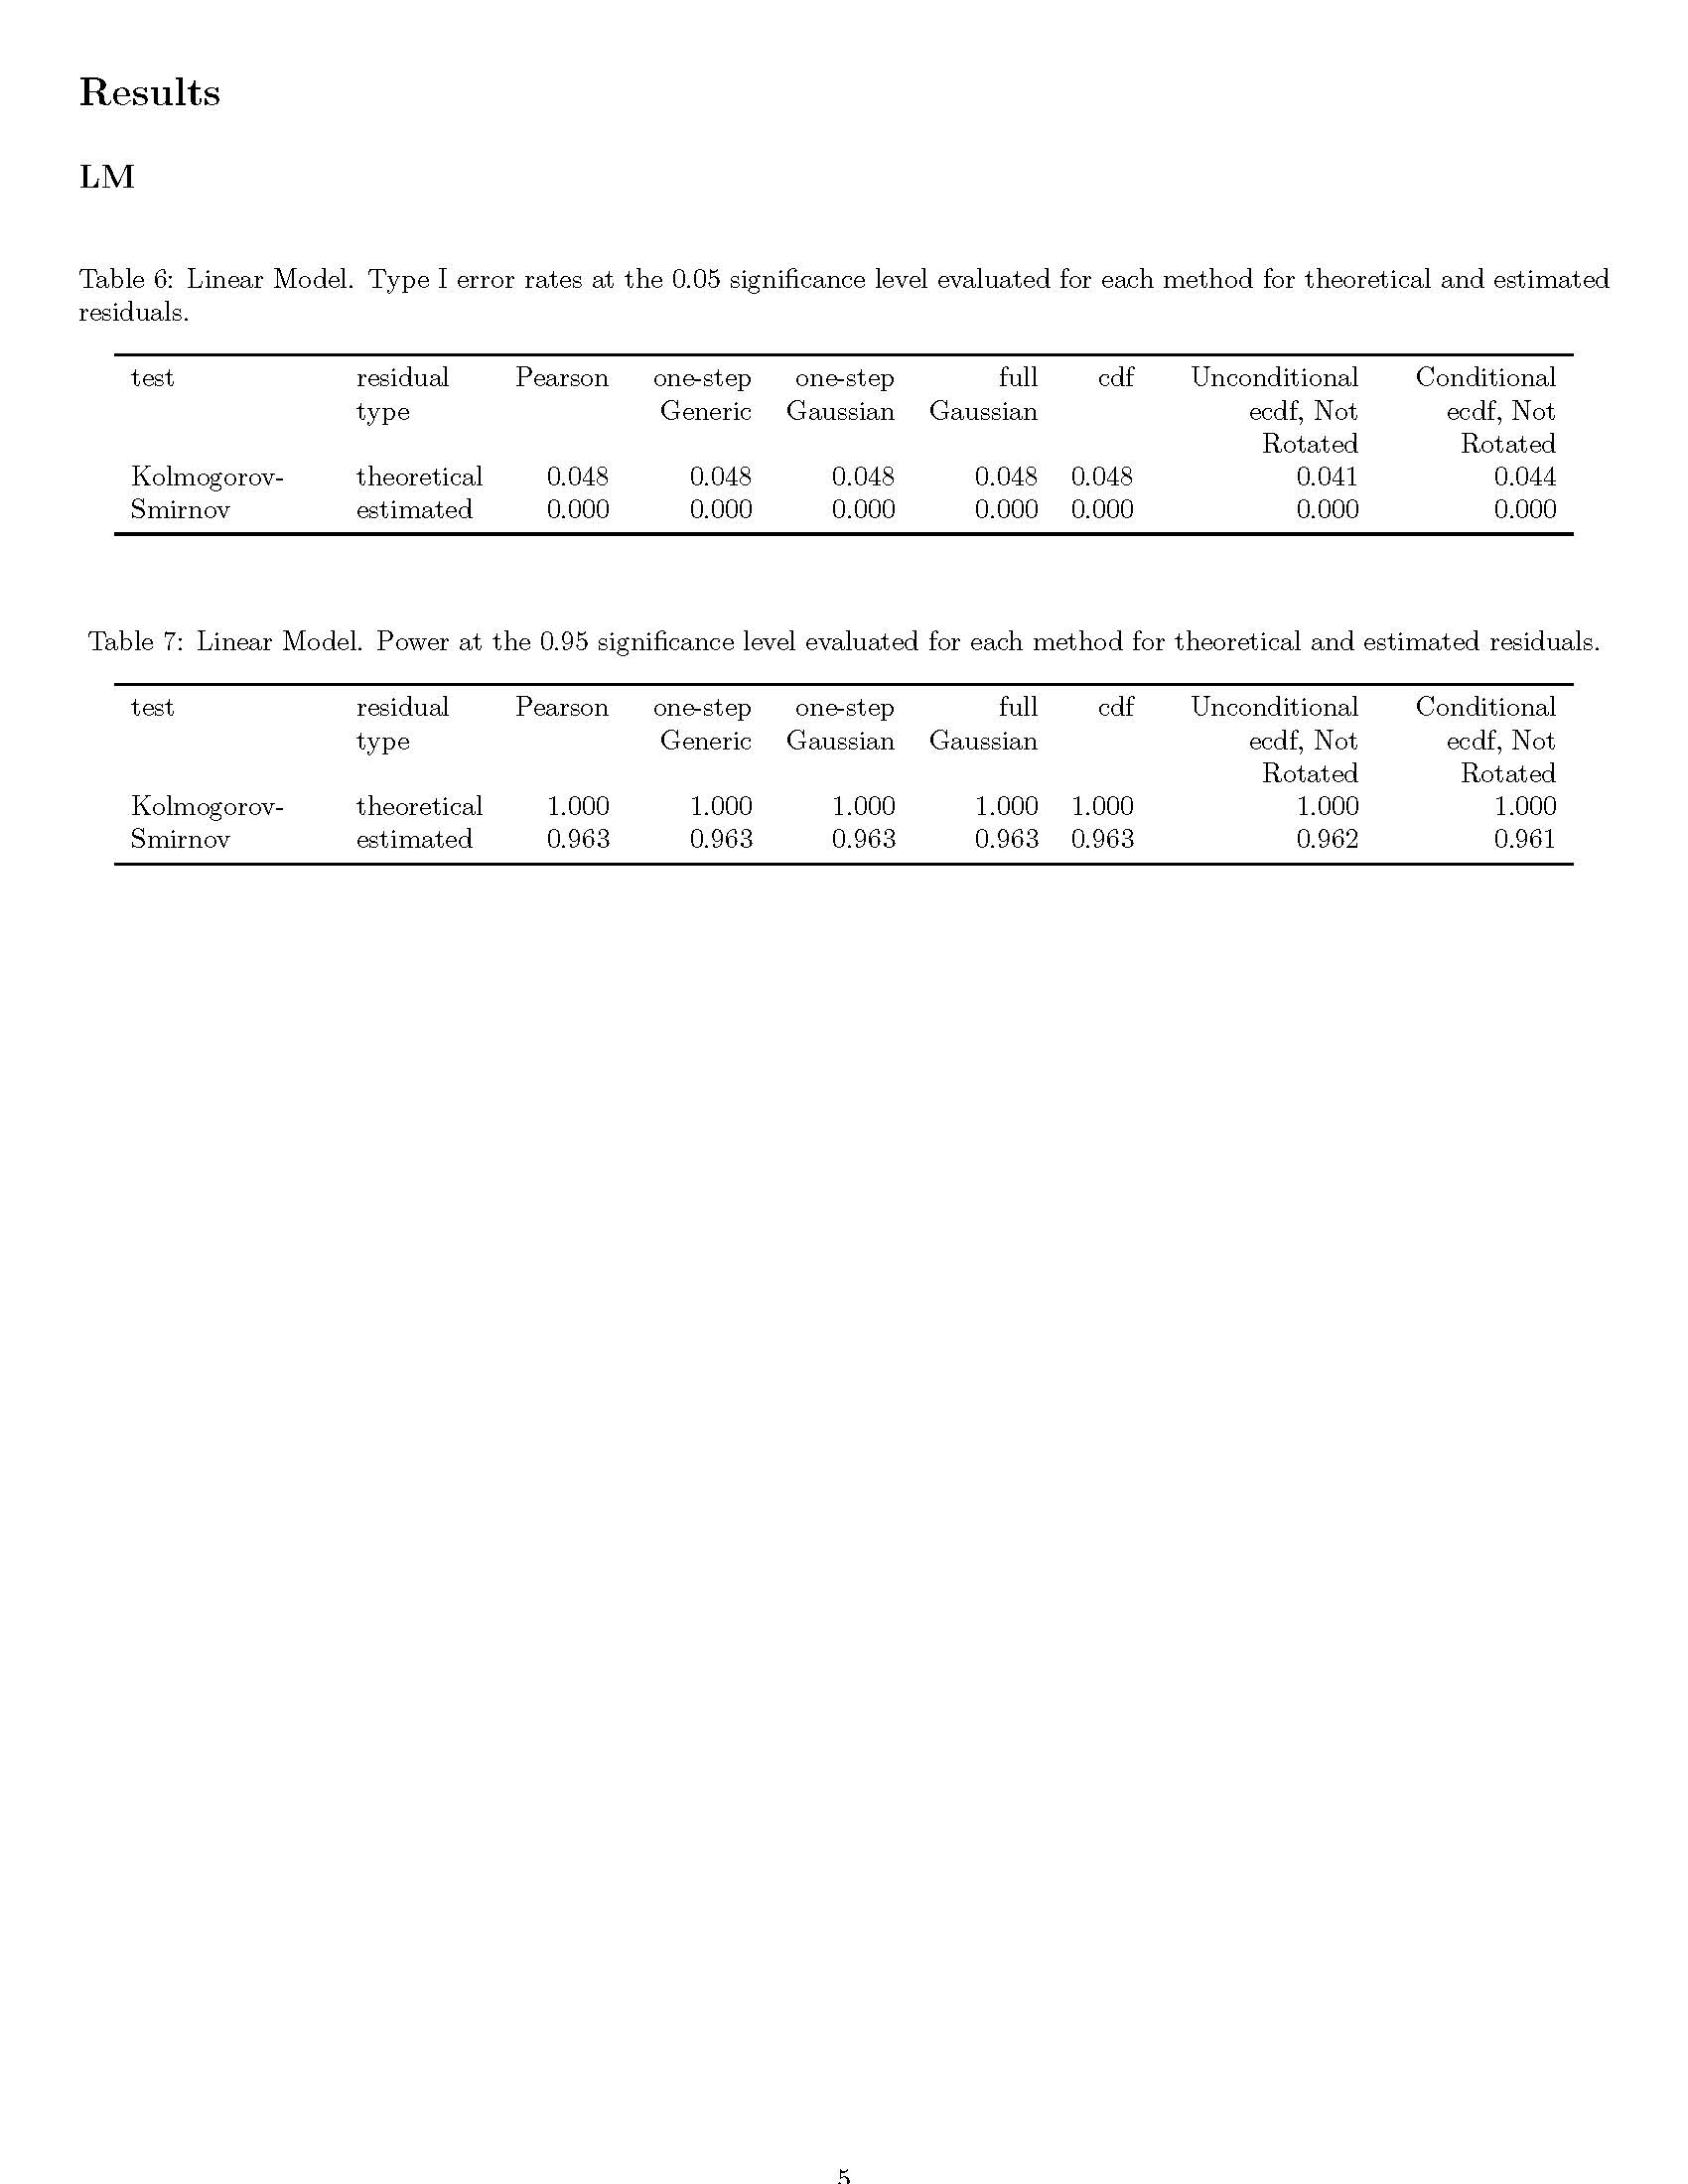 Results
LM
Table 6: Linear Model. Type I error rates at the 0.05 significance level evaluated for each method for theoretical and estimated
residuals.
test residual Pearson one-step one-step full cdf Unconditional Conditional
type Generic Gaussian Gaussian ecdf, Not ecdf, Not
Rotated Rotated
Kolmogorov- theoretical 0.048 0.048 0.048 0.048 0.048 0.041 0.044
Smirnov estimated 0.000 0.000 0.000 0.000 0.000 0.000 0.000
Table 7: Linear Model. Power at the 0.95 significance level evaluated for each method for theoretical and estimated residuals.
test residual Pearson one-step one-step full cdf Unconditional Conditional
type Generic Gaussian Gaussian ecdf, Not ecdf, Not
Rotated Rotated
Kolmogorov- theoretical 1.000 1.000 1.000 1.000 1.000 1.000 1.000
Smirnov estimated 0.963 0.963 0.963 0.963 0.963 0.962 0.961
5